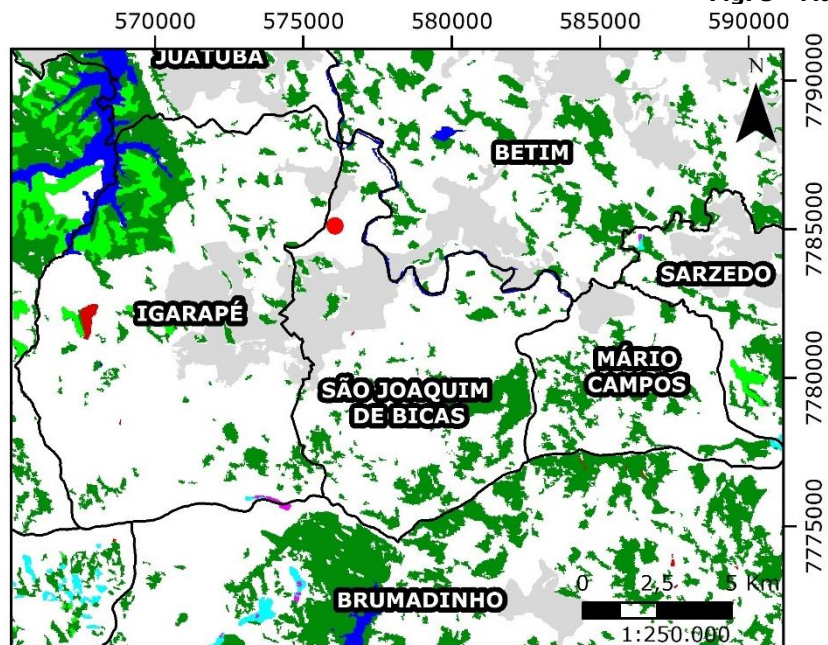 570000 575000 580000 585000 590000
JUATUBA
N
7790000
BETIM
7785000
SARZEDO
IGARAPÉ
MÁRIO
CAMPOS
7780000
SÃO JOAQUIM
DE BICAS
7775000
BRUMADINHO
0 2,5 5 Km
1:250.000